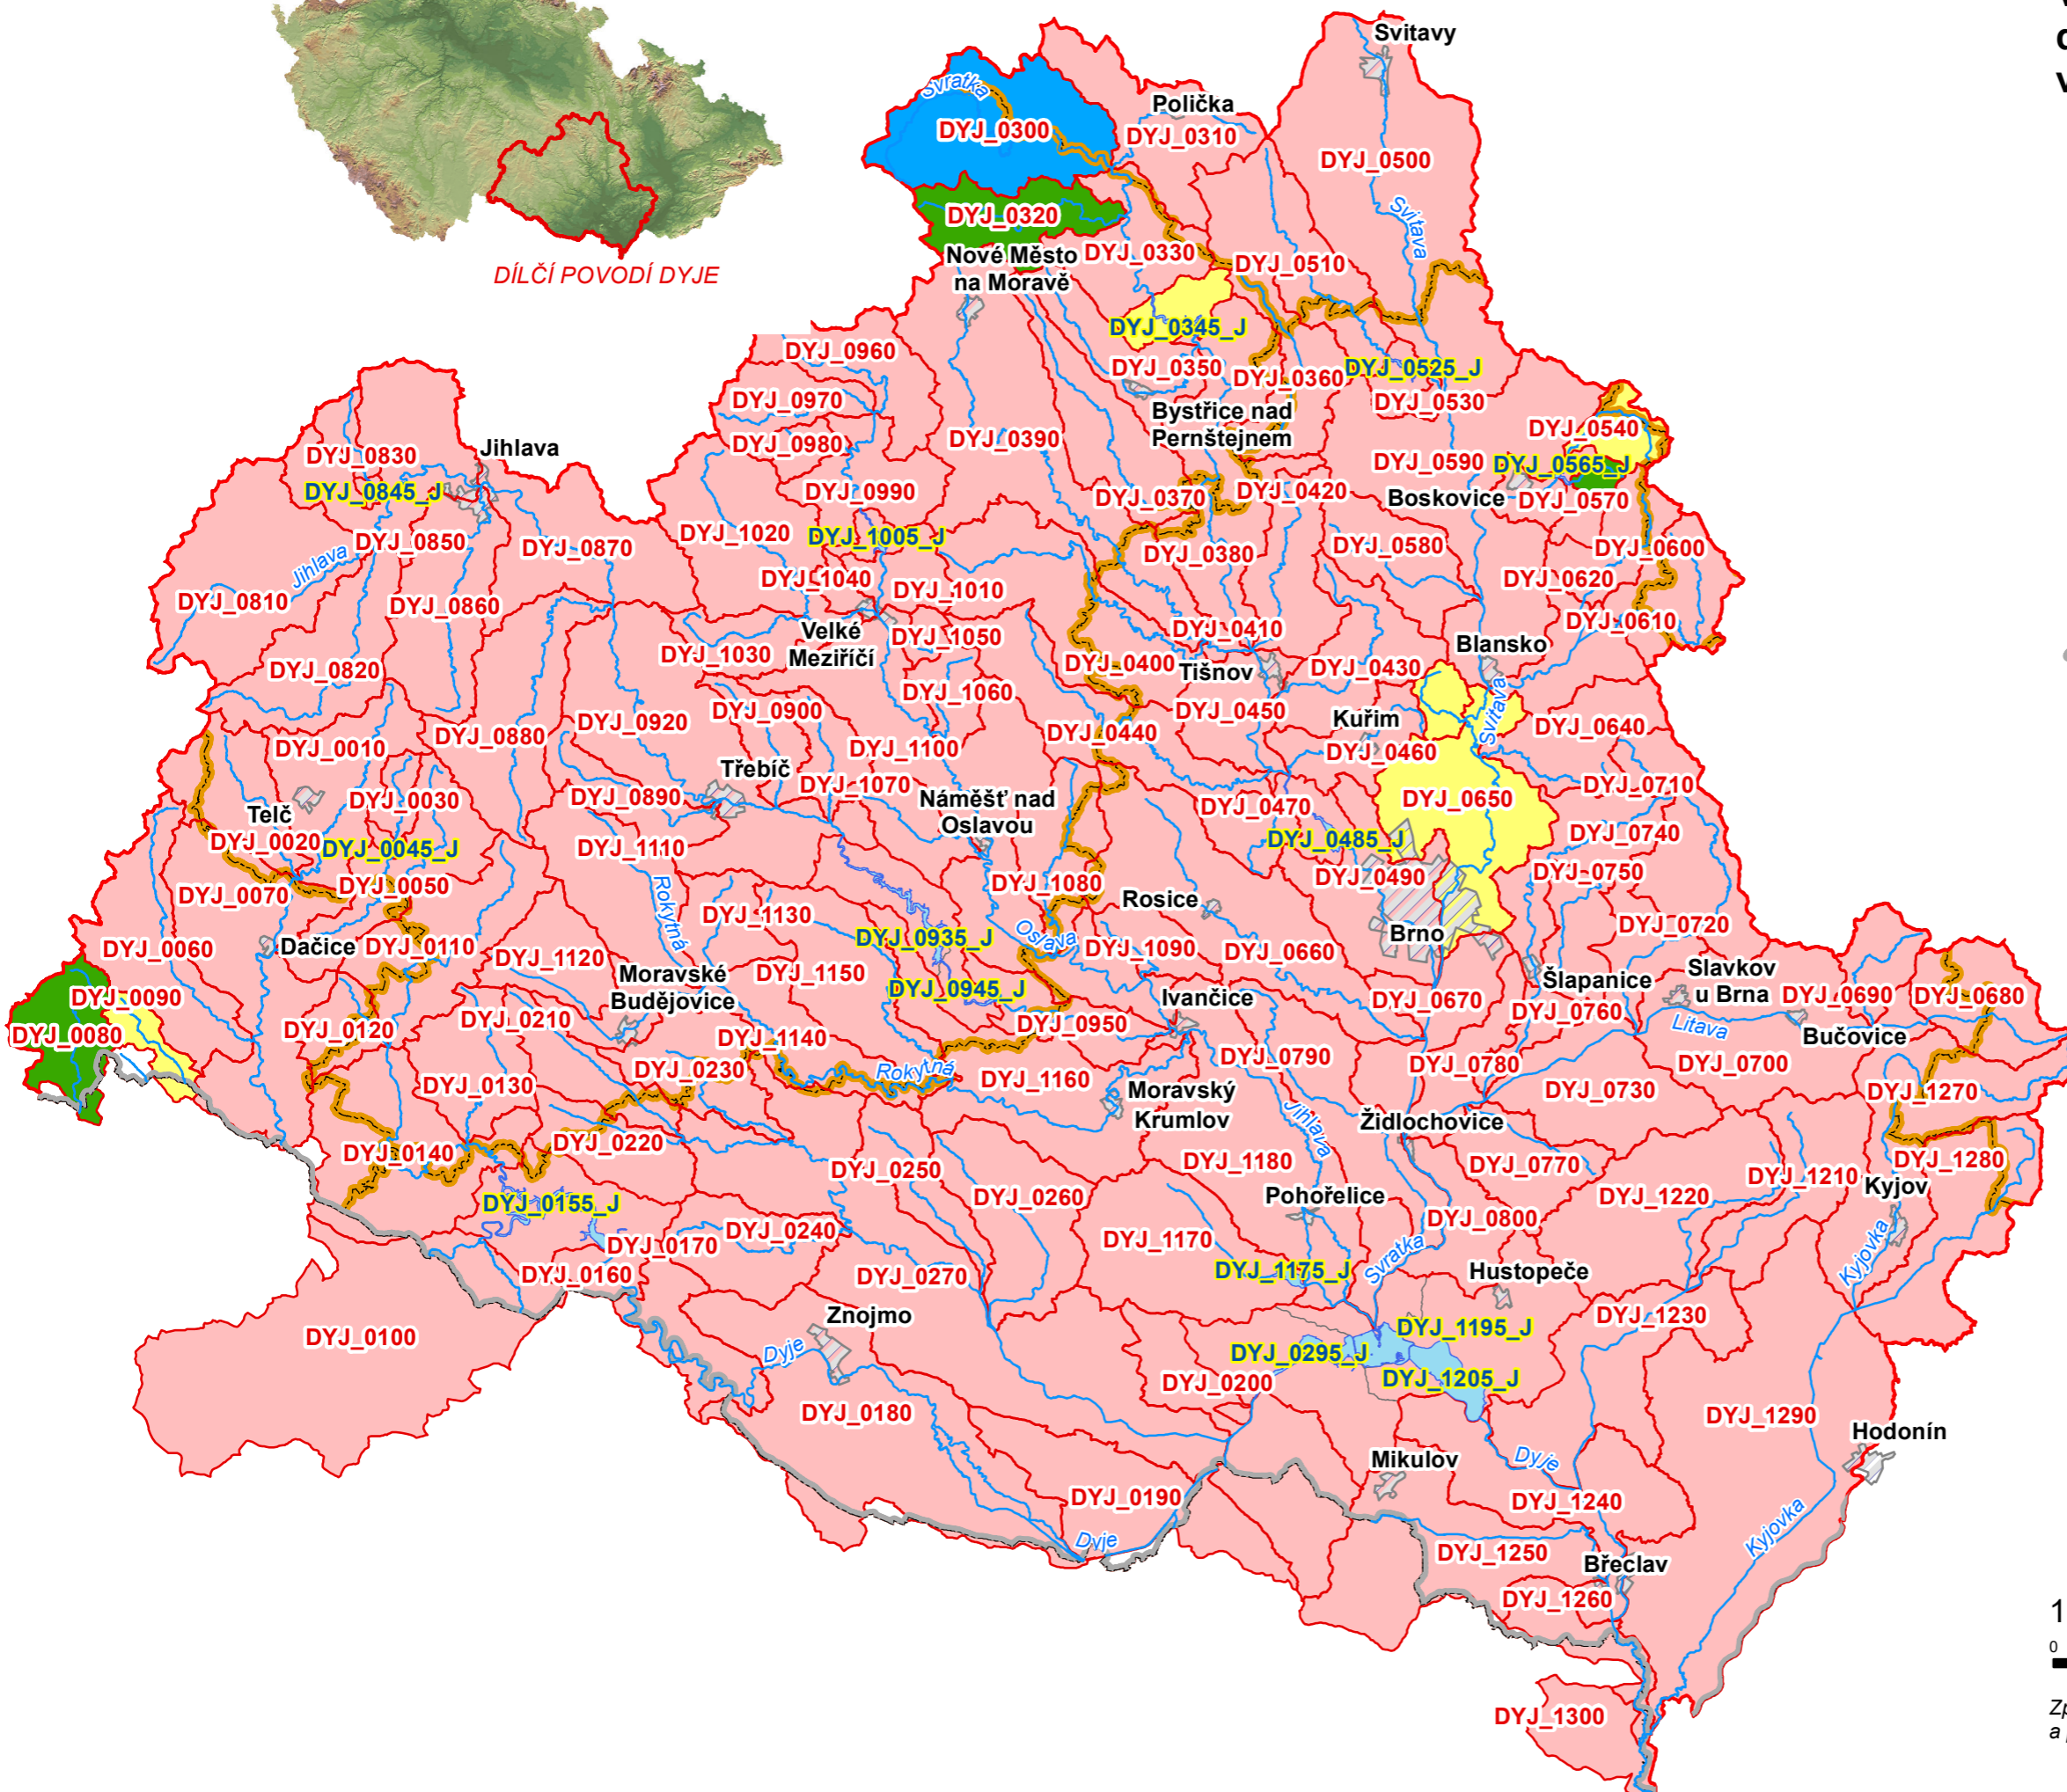 DÍLČÍ POVODÍ DYJE
Svitavy
Svratka
Polička
DYJ_0300
DYJ_0310
DYJ_0500
DYJ_0320
Svitava
Nové Město
na Moravě
DYJ_0330
DYJ_0510
DYJ_0345_J
DYJ_0960
DYJ_0350
DYJ_0360
DYJ_0525_J
DYJ_0970
DYJ_0530
Bystřice nad
Pernštejnem
DYJ_0980
DYJ_0390
DYJ_0540
Jihlava
DYJ_0830
DYJ_0590
DYJ_0565_J
DYJ_0845_J
DYJ_0990
DYJ_0370
DYJ_0420
Boskovice
DYJ_0570
DYJ_0850
DYJ_0870
DYJ_1020
DYJ_1005_J
DYJ_0380
DYJ_0580
DYJ_0600
Jihlava
DYJ_1040
DYJ_1010
DYJ_0620
DYJ_0810
DYJ_0860
DYJ_0610
Velké
Meziříčí
DYJ_1050
DYJ_0410
Blansko
DYJ_0820
DYJ_1030
DYJ_0400
Tišnov
DYJ_0430
DYJ_1060
Svitava
DYJ_0010
DYJ_0880
DYJ_0920
DYJ_0900
DYJ_1100
DYJ_0440
DYJ_0450
Kuřim
DYJ_0460
DYJ_0640
Třebíč
DYJ_0030
DYJ_0890
DYJ_1070
DYJ_0470
DYJ_0650
DYJ_0710
Telč
Náměšť nad
Oslavou
DYJ_0020
DYJ_0045_J
DYJ_1110
DYJ_0485_J
DYJ_0740
DYJ_0070
DYJ_0050
DYJ_1080
DYJ_0490
DYJ_0750
Rokytná
DYJ_1130
Rosice
DYJ_0720
DYJ_0060
Dačice
DYJ_0110
DYJ_0935_J
Oslava
DYJ_1090
DYJ_0660
Brno
DYJ_1120
Moravské
Budějovice
DYJ_1150
DYJ_0945_J
Šlapanice
Slavkov
u Brna
DYJ_0090
DYJ_0080
Ivančice
DYJ_0670
DYJ_0760
DYJ_0690
DYJ_0680
DYJ_0120
DYJ_0210
DYJ_1140
DYJ_0950
Litava
Bučovice
DYJ_0130
DYJ_0230
Rokytná
DYJ_1160
DYJ_0790
DYJ_0780
DYJ_0700
Moravský
Krumlov
DYJ_0730
DYJ_1270
Jihlava
Židlochovice
DYJ_0140
DYJ_0220
DYJ_0250
DYJ_1180
DYJ_0770
DYJ_1210
DYJ_1280
DYJ_0155_J
DYJ_0260
Pohořelice
DYJ_1220
Kyjov
DYJ_0170
DYJ_0240
DYJ_1170
DYJ_0800
DYJ_0160
DYJ_0270
DYJ_1175_J
Svratka
Hustopeče
Kyjovka
DYJ_0100
Znojmo
DYJ_1195_J
DYJ_1230
Dyje
DYJ_0295_J
DYJ_0200
DYJ_1205_J
DYJ_0180
DYJ_1290
Hodonín
Mikulov
Dyje
DYJ_0190
DYJ_1240
Dyje
Kyjovka
DYJ_1250
Břeclav
DYJ_1260
1
0
DYJ_1300